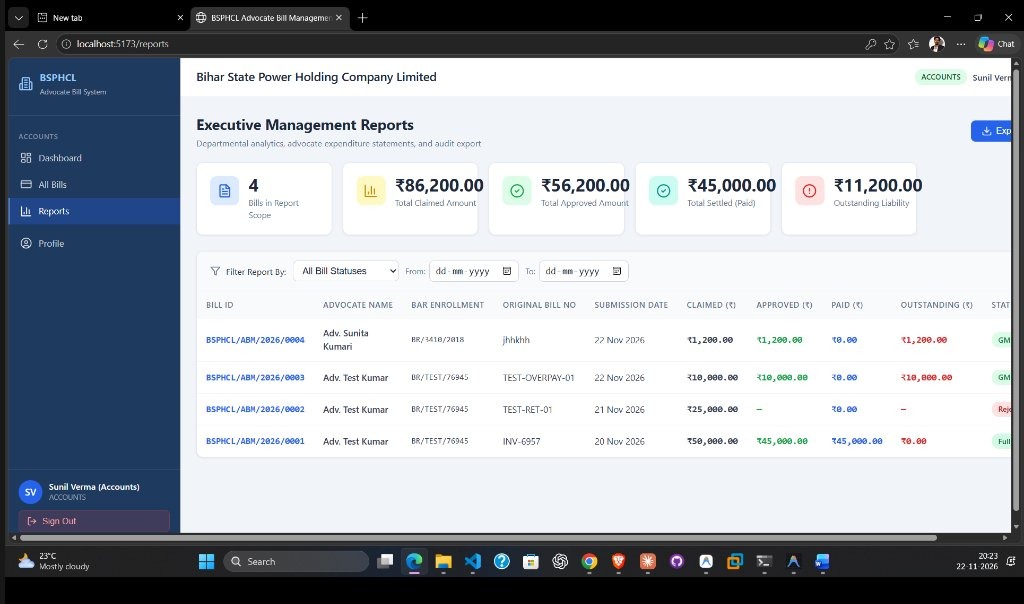 New tab
BSPHCL Advocate Bill Managemen
localhost:5173/reports
Chat
BSPHCL
Advocate Bill System
Bihar State Power Holding Company Limited
ACCOUNTS
Sunil Verm
ACCOUNTS
Dashboard
All Bills
Reports
Profile
Executive Management Reports
Departmental analytics, advocate expenditure statements, and audit export
Exp
4
Bills in Report
Scope
₹86,200.00
Total Claimed Amount
₹56,200.00
Total Approved Amount
₹45,000.00
Total Settled (Paid)
₹11,200.00
Outstanding Liability
Filter Report By: All Bill Statuses From: dd-mm-yyyy To: dd-mm-yyyy
BILL ID ADVOCATE NAME BAR ENROLLMENT ORIGINAL BILL NO SUBMISSION DATE CLAIMED (₹) APPROVED (₹) PAID (₹) OUTSTANDING (₹) STAT
BSPHCL/ABM/2026/0004 Adv. Sunita Kumari BR/3410/2018 jhhkhh 22 Nov 2026 ₹1,200.00 ₹1,200.00 ₹0.00 ₹1,200.00 GM
BSPHCL/ABM/2026/0003 Adv. Test Kumar BR/TEST/76945 TEST-OVERPAY-01 22 Nov 2026 ₹10,000.00 ₹10,000.00 ₹0.00 ₹10,000.00 GM
BSPHCL/ABM/2026/0002 Adv. Test Kumar BR/TEST/76945 TEST-RET-01 21 Nov 2026 ₹25,000.00 — ₹0.00 — Reje
BSPHCL/ABM/2026/0001 Adv. Test Kumar BR/TEST/76945 INV-6957 20 Nov 2026 ₹50,000.00 ₹45,000.00 ₹45,000.00 ₹0.00 Full
SV
Sunil Verma (Accounts)
ACCOUNTS
Sign Out
23°C
Mostly cloudy
Search
20:23
22-11-2026